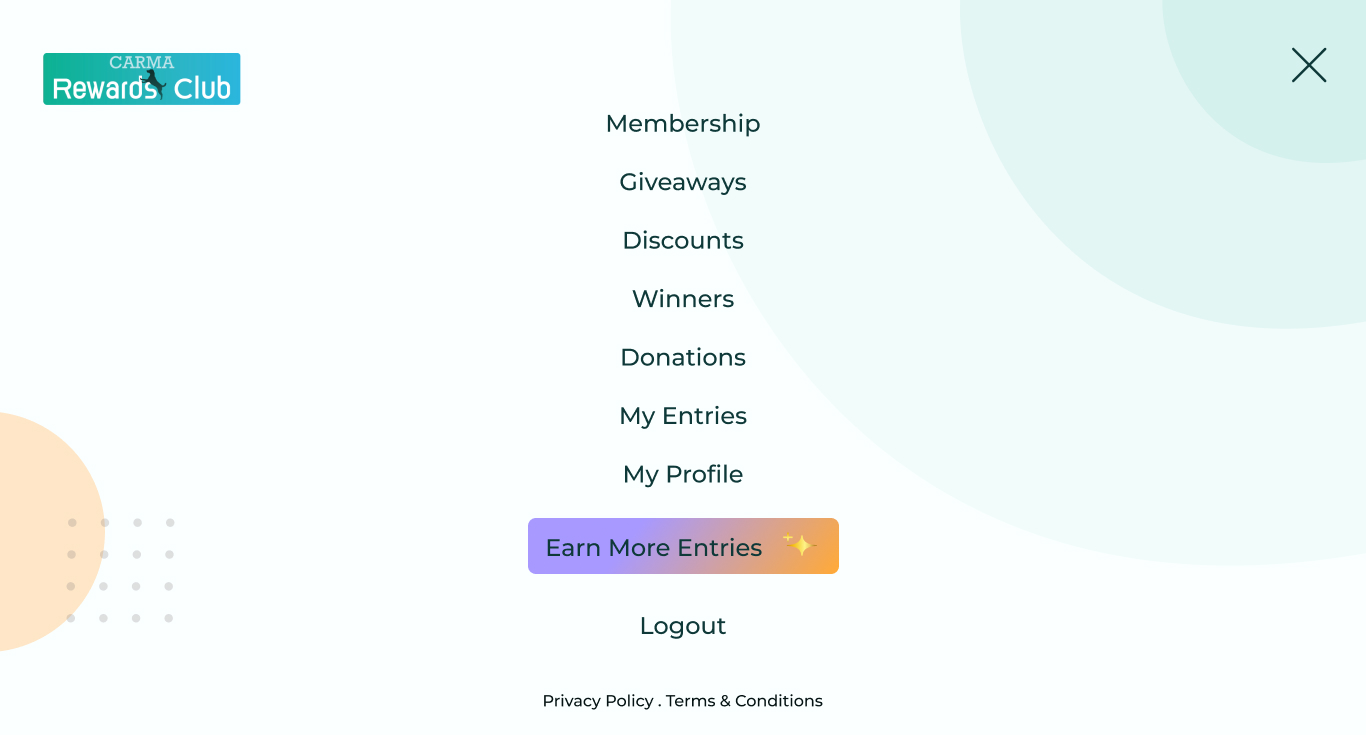 CARMA
Rewards Club
Membership
Giveaways
Discounts
Winners
Donations
My Entries
My Profile
Earn More Entries
Logout
Privacy Policy . Terms & Conditions